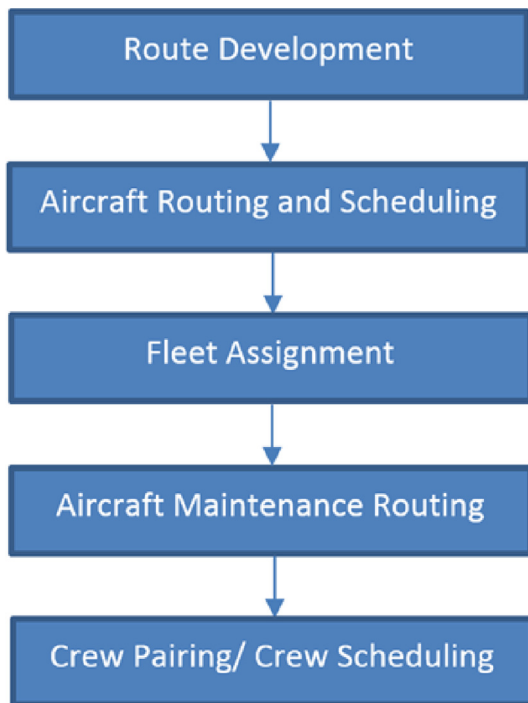 Route Development
Aircraft Routing and Scheduling
Fleet Assignment
Aircraft Maintenance Routing
Crew Pairing/ Crew Scheduling